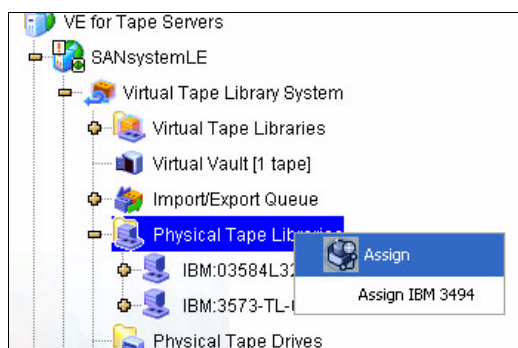 VE for Tape Servers
SANsystemLE
Virtual Tape Library System
Virtual Tape Libraries
Virtual Vault [1 tape]
Import/Export Queue
Physical Tape Libraries
Assign
IBM:03584L32
Assign IBM 3494
IBM:3573-TL-
Physical Tape Drives